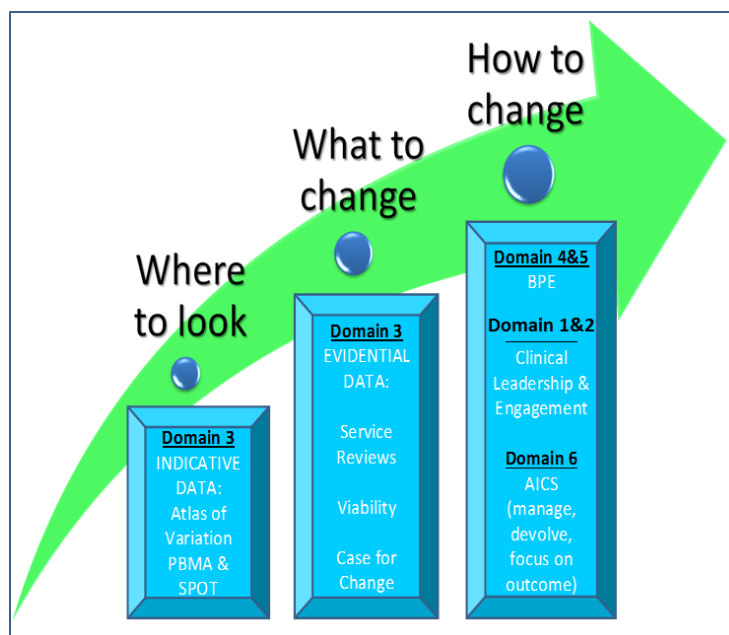 Where
to look
Domain 3
INDICATIVE
DATA:
Atlas of
Variation
PBMA &
SPOT
What to
change
Domain 3
EVIDENTIAL
DATA:
Service
Reviews
Viability
Case for
Change
How to
change
Domain 4&5
BPE
Domain 1&2
Clinical
Leadership &
Engagement
Domain 6
AICS
(manage,
devolve,
focus on
outcome)